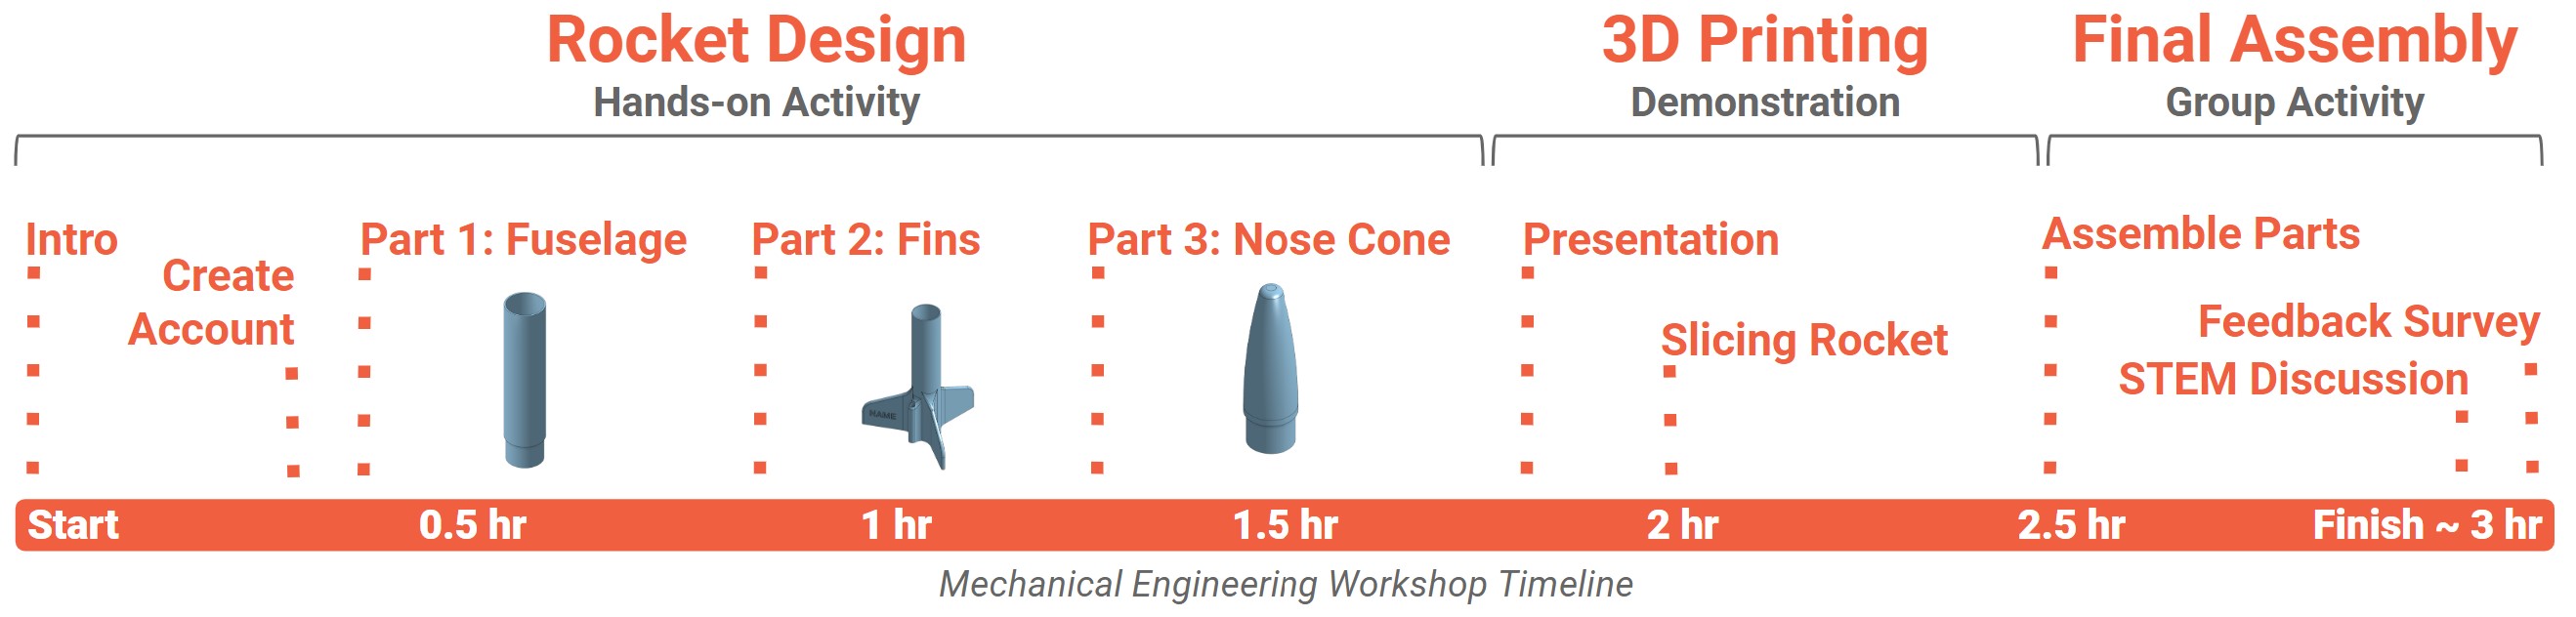 Rocket Design
Hands-on Activity
3D Printing
Demonstration
Final Assembly
Group Activity
Intro
Create
Account
Part 1: Fuselage
Part 2: Fins
NAME
Part 3: Nose Cone
Presentation
Slicing Rocket
Assemble Parts
Feedback Survey
STEM Discussion
Start
0.5 hr
1 hr
1.5 hr
2 hr
2.5 hr
Finish ~ 3 hr
Mechanical Engineering Workshop Timeline